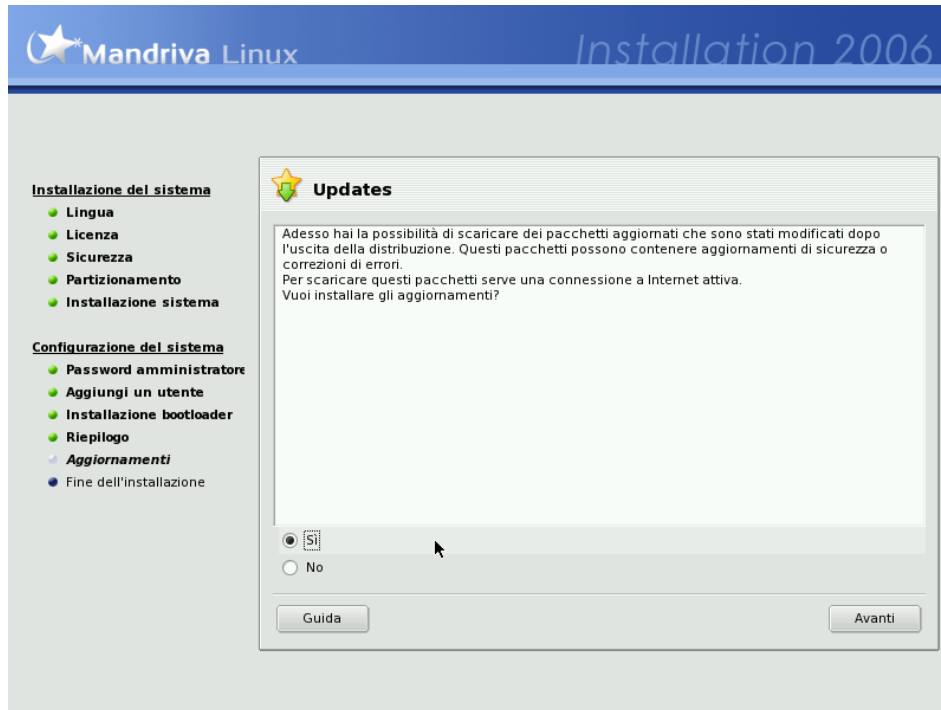 Mandriva Linux
Installation 2006
Installazione del sistema
Lingua
Licenza
Sicurezza
Partizionamento
Installazione sistema
Configurazione del sistema
Password amministratore
Aggiungi un utente
Installazione bootloader
Riepilogo
Aggiornamenti
Fine dell'installazione
Updates
Adesso hai la possibilità di scaricare dei pacchetti aggiornati che sono stati modificati dopo
l'uscita della distribuzione. Questi pacchetti possono contenere aggiornamenti di sicurezza o
correzioni di errori.
Per scaricare questi pacchetti serve una connessione a Internet attiva.
Vuoi installare gli aggiornamenti?
Sì
No
Guida
Avanti